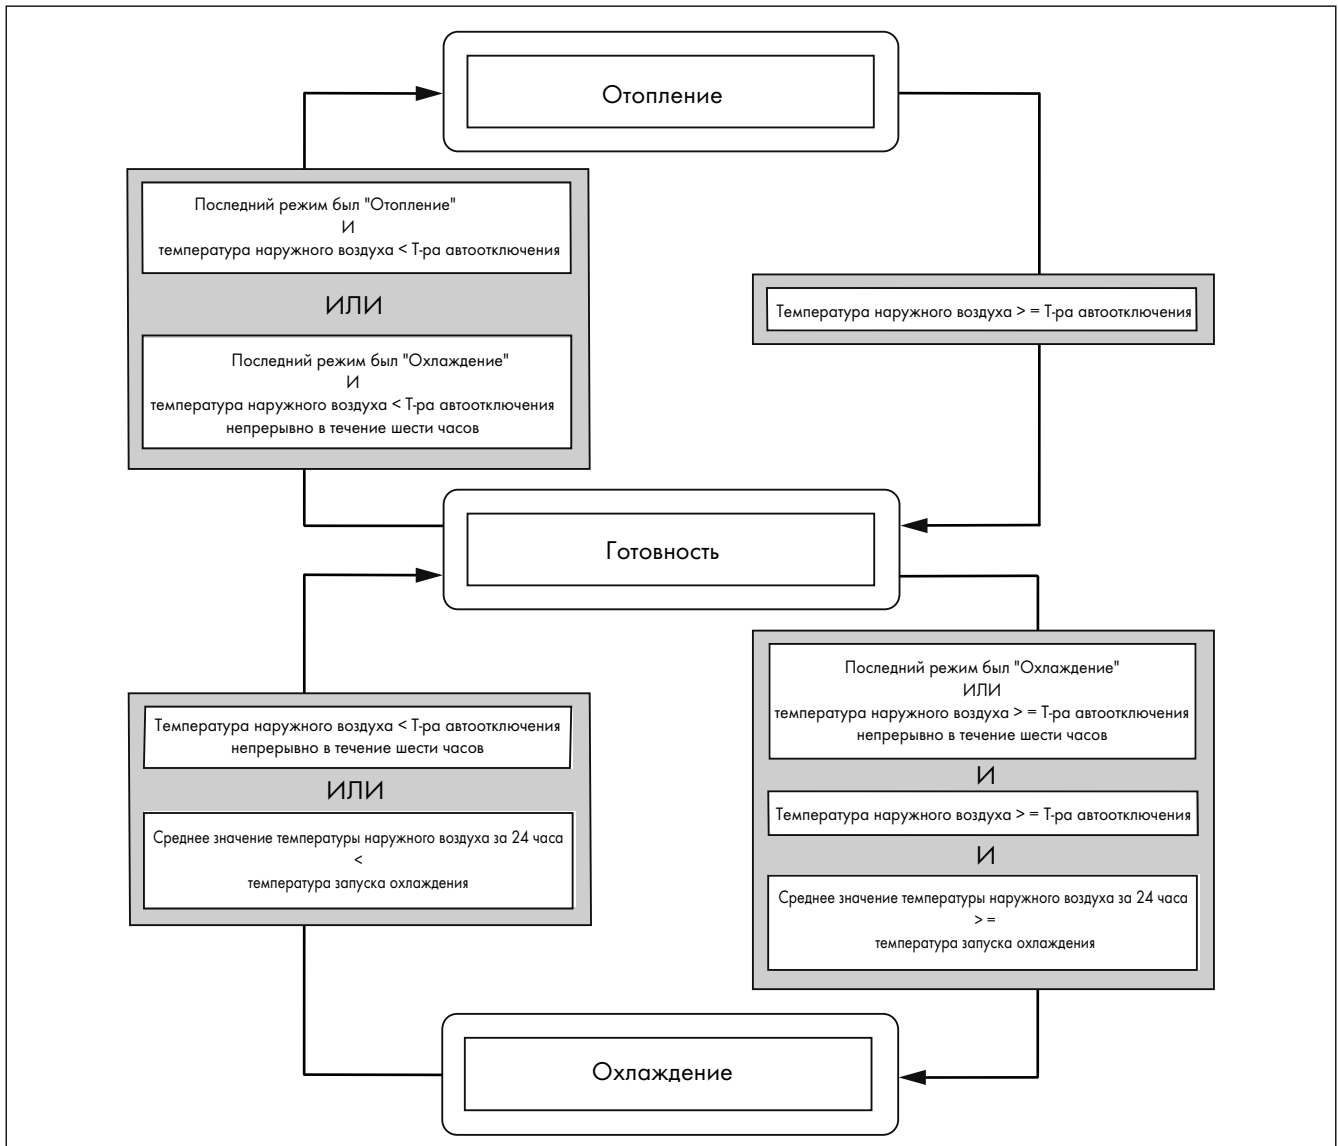 Отопление
Последний режим был "Отопление"
И
температура наружного воздуха < Т-ра автоотключения
ИЛИ
Последний режим был "Охлаждение"
И
температура наружного воздуха < Т-ра автоотключения
непрерывно в течение шести часов
Температура наружного воздуха > = Т-ра автоотключения
Готовность
Температура наружного воздуха < Т-ра автоотключения
непрерывно в течение шести часов
ИЛИ
Среднее значение температуры наружного воздуха за 24 часа
<
температура запуска охлаждения
Последний режим был "Охлаждение"
ИЛИ
температура наружного воздуха > = Т-ра автоотключения
непрерывно в течение шести часов
И
Температура наружного воздуха > = Т-ра автоотключения
И
Среднее значение температуры наружного воздуха за 24 часа
> =
температура запуска охлаждения
Охлаждение